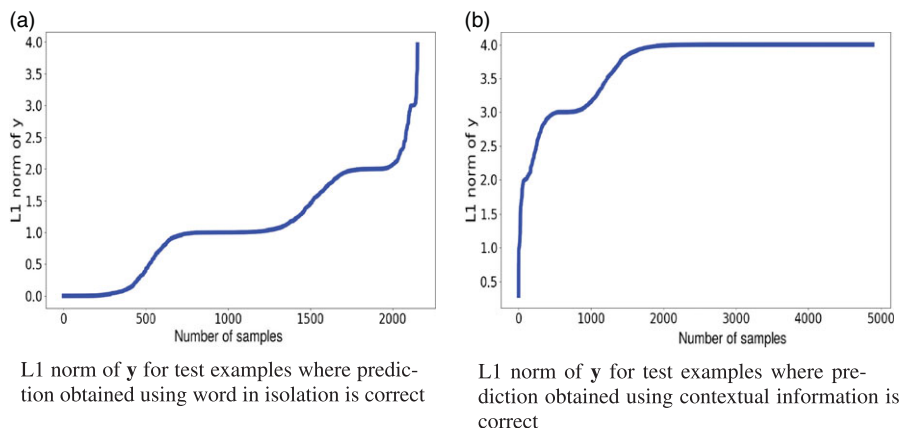 (a)
4.0
3.5
3.0
2.5
2.0
1.5
1.0
0.5
0.0
L1 norm of y
0 500 1000 1500 2000
Number of samples
L1 norm of y for test examples where predic-
tion obtained using word in isolation is correct
(b)
4.0
3.5
3.0
2.5
2.0
1.5
1.0
0.5
L1 norm of y
0 1000 2000 3000 4000 5000
Number of samples
L1 norm of y for test examples where pre-
diction obtained using contextual information is
correct